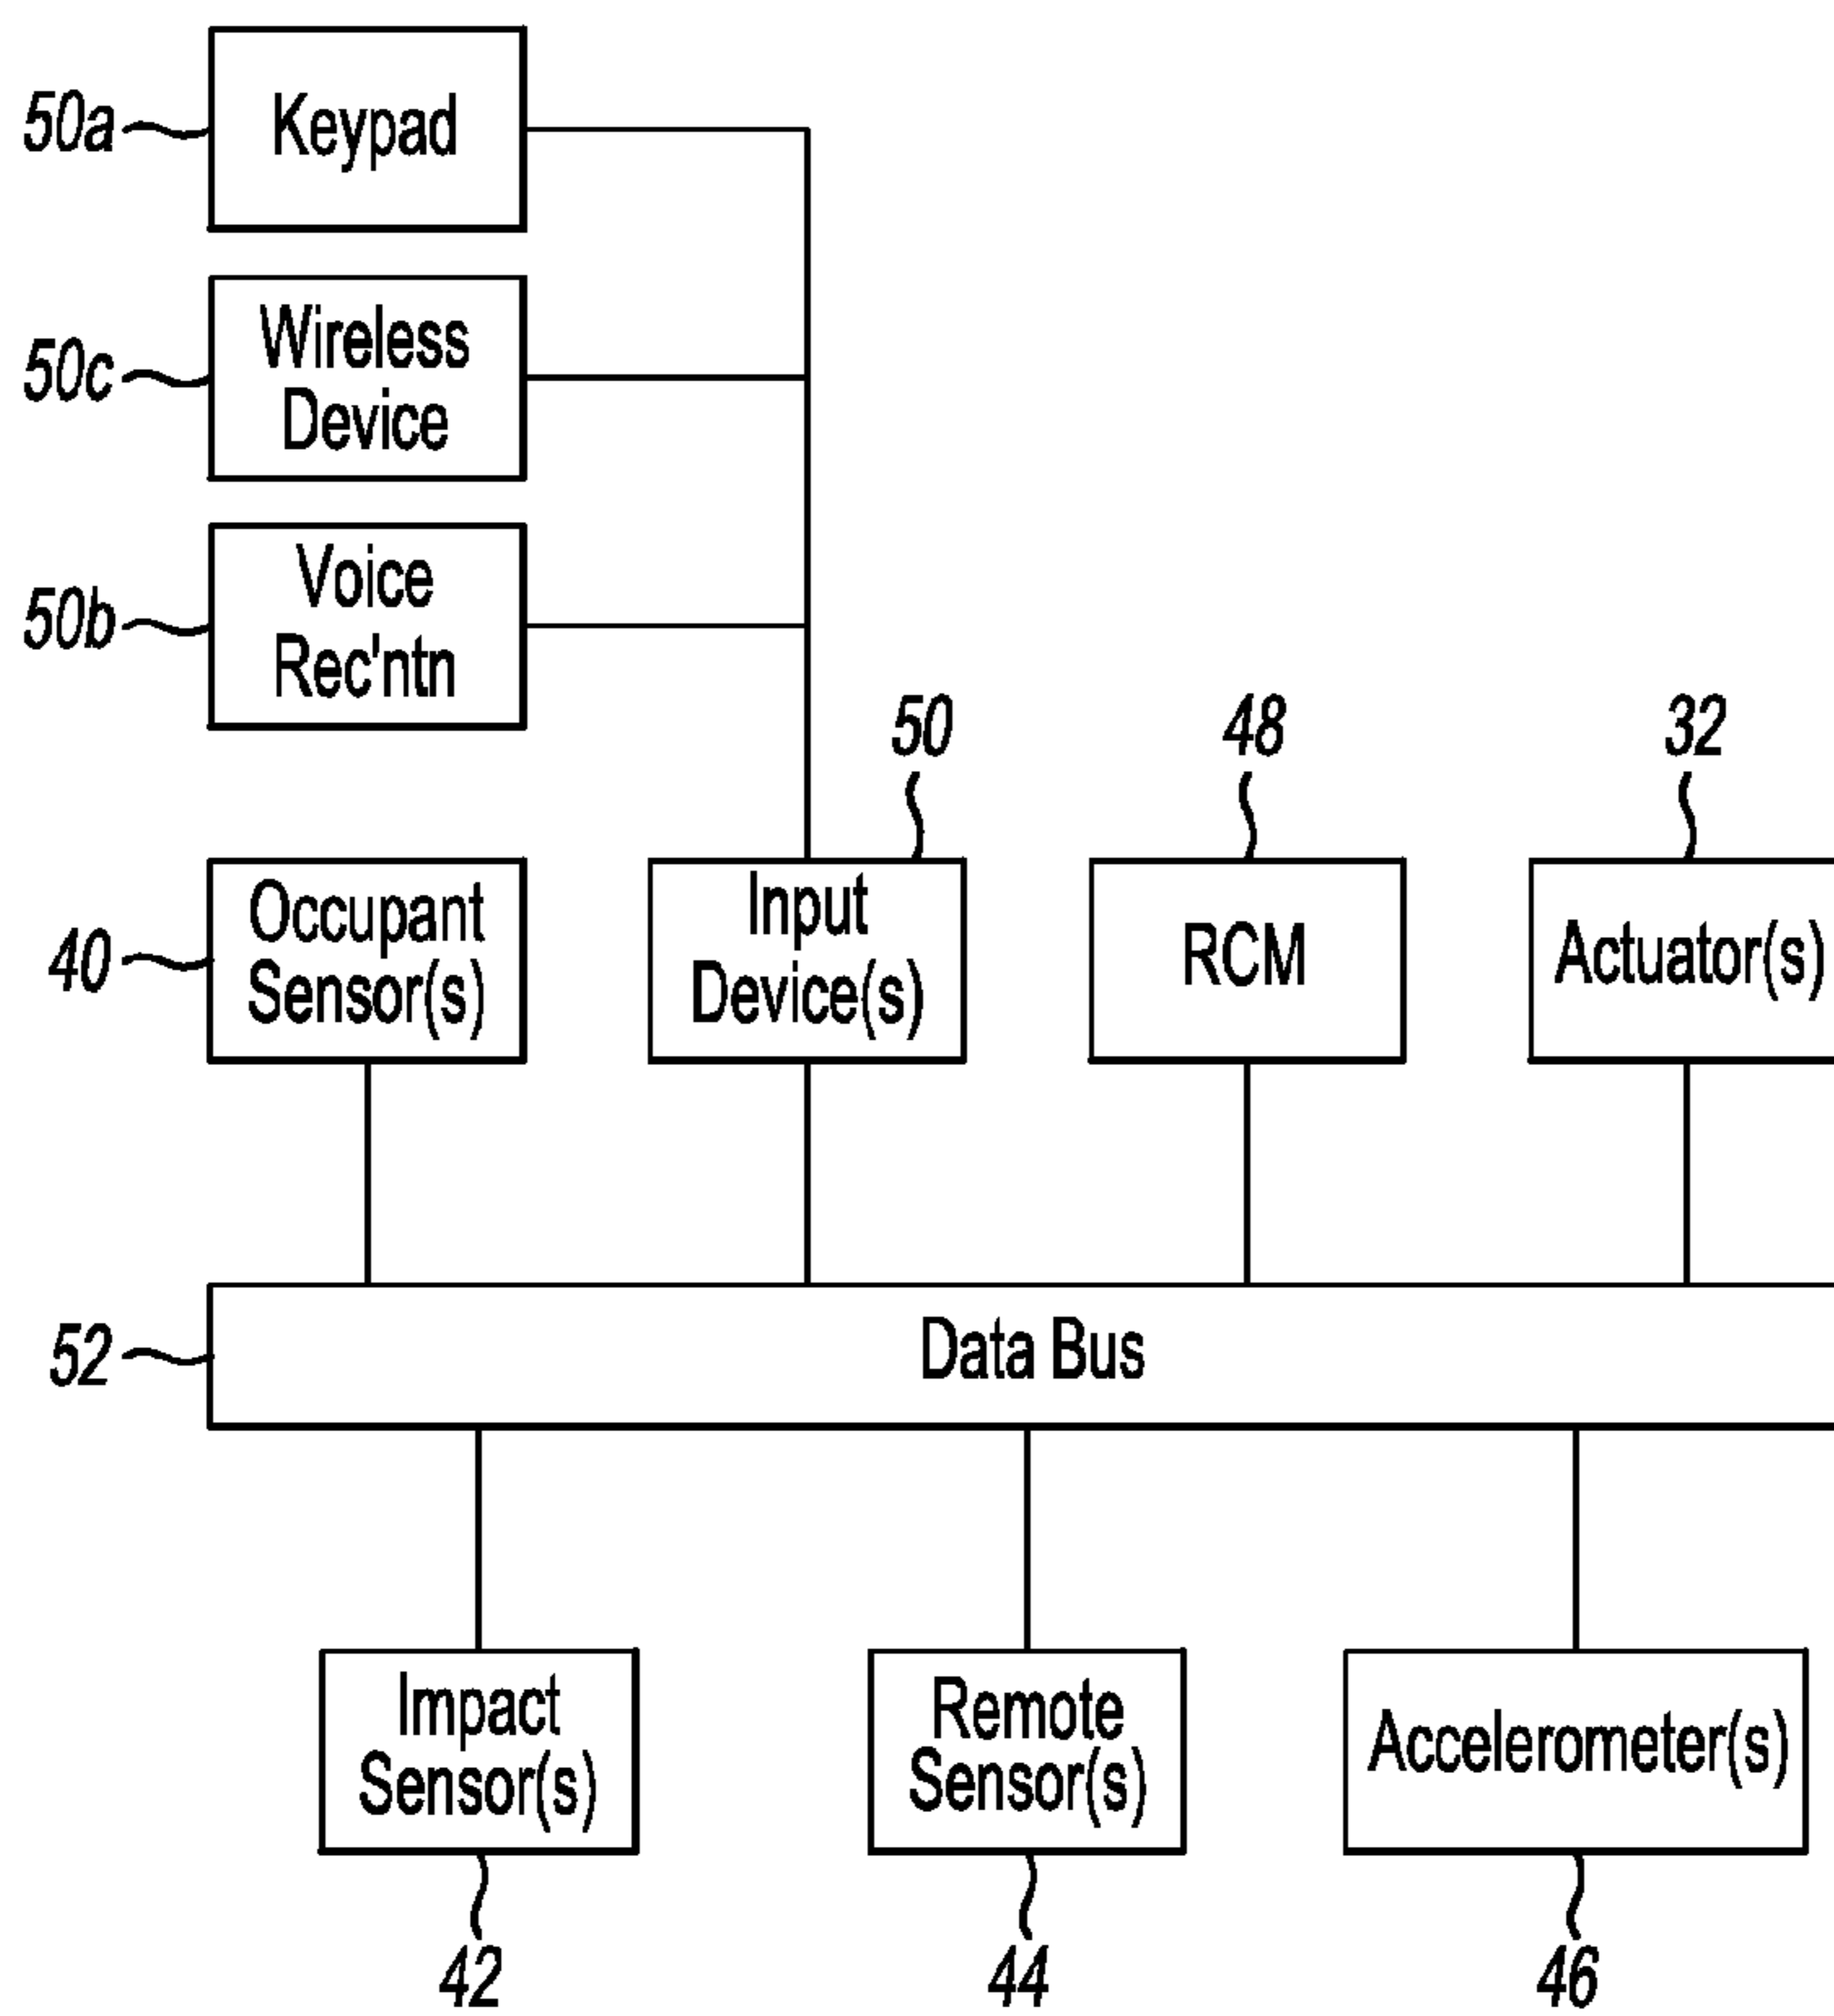 50a
Keypad
50c
Wireless
Device
50b
Voice
Rec'ntn
50
48
32
40
Occupant
Sensor(s)
Input
Device(s)
RCM
Actuator(s)
52
Data Bus
Impact
Sensor(s)
Remote
Sensor(s)
Accelerometer(s)
42
44
46